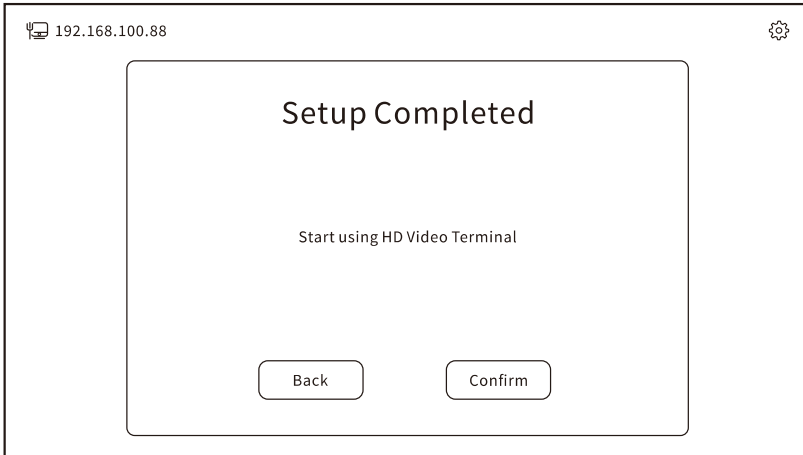 192.168.100.88
Setup Completed
Start using HD Video Terminal
Back
Confirm